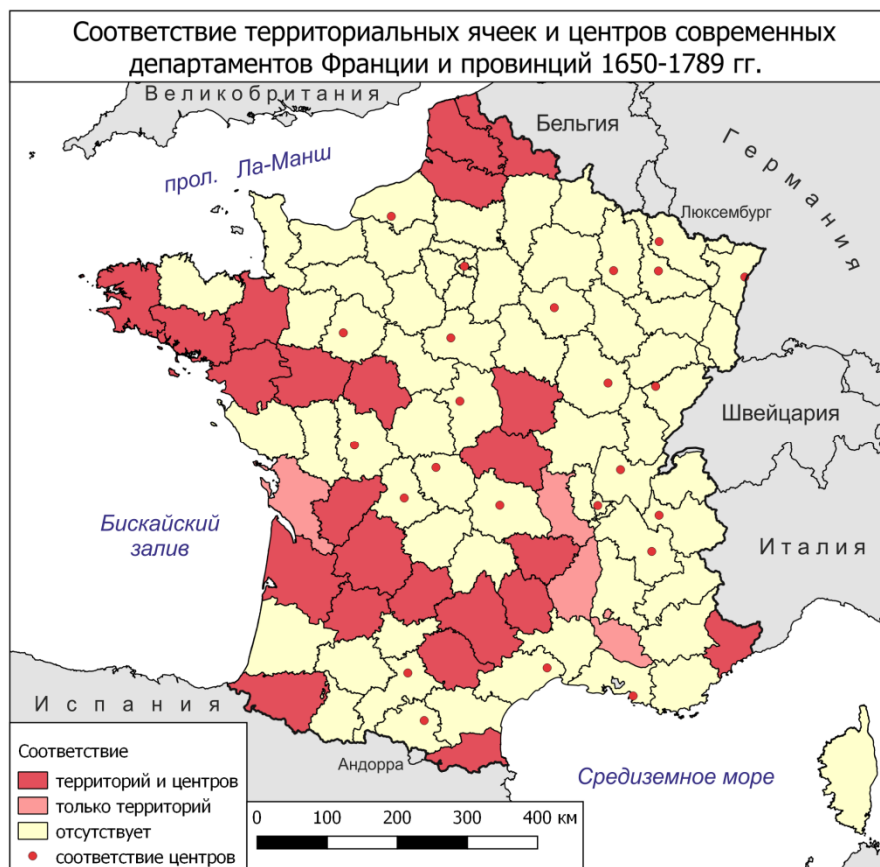 Соответствие территориальных ячеек и центров современных
департаментов Франции и провинций 1650-1789 гг.
Великобритания
Бельгия
Германия
прол. Ла-Манш
Люксембург
Швейцария
Бискайский
залив
Италия
Испания
Андорра
Средиземное море
Соответствие
территорий и центров
только территорий
отсутствует
соответствие центров
0 100 200 300 400 км